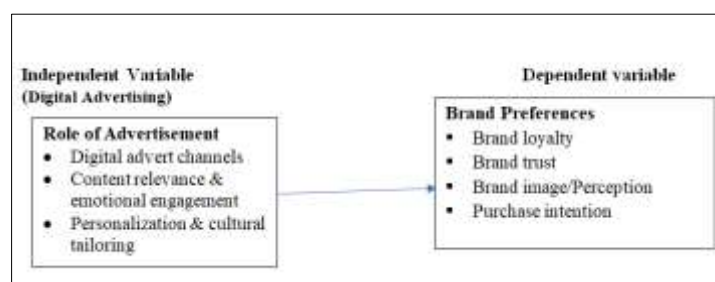 Independent Variable
(Digital Advertising)
Role of Advertisement
• Digital advert channels
• Content relevance &
emotional engagement
• Personalization & cultural
tailoring
Dependent variable
Brand Preferences
▪ Brand loyalty
▪ Brand trust
▪ Brand image/Perception
▪ Purchase intention